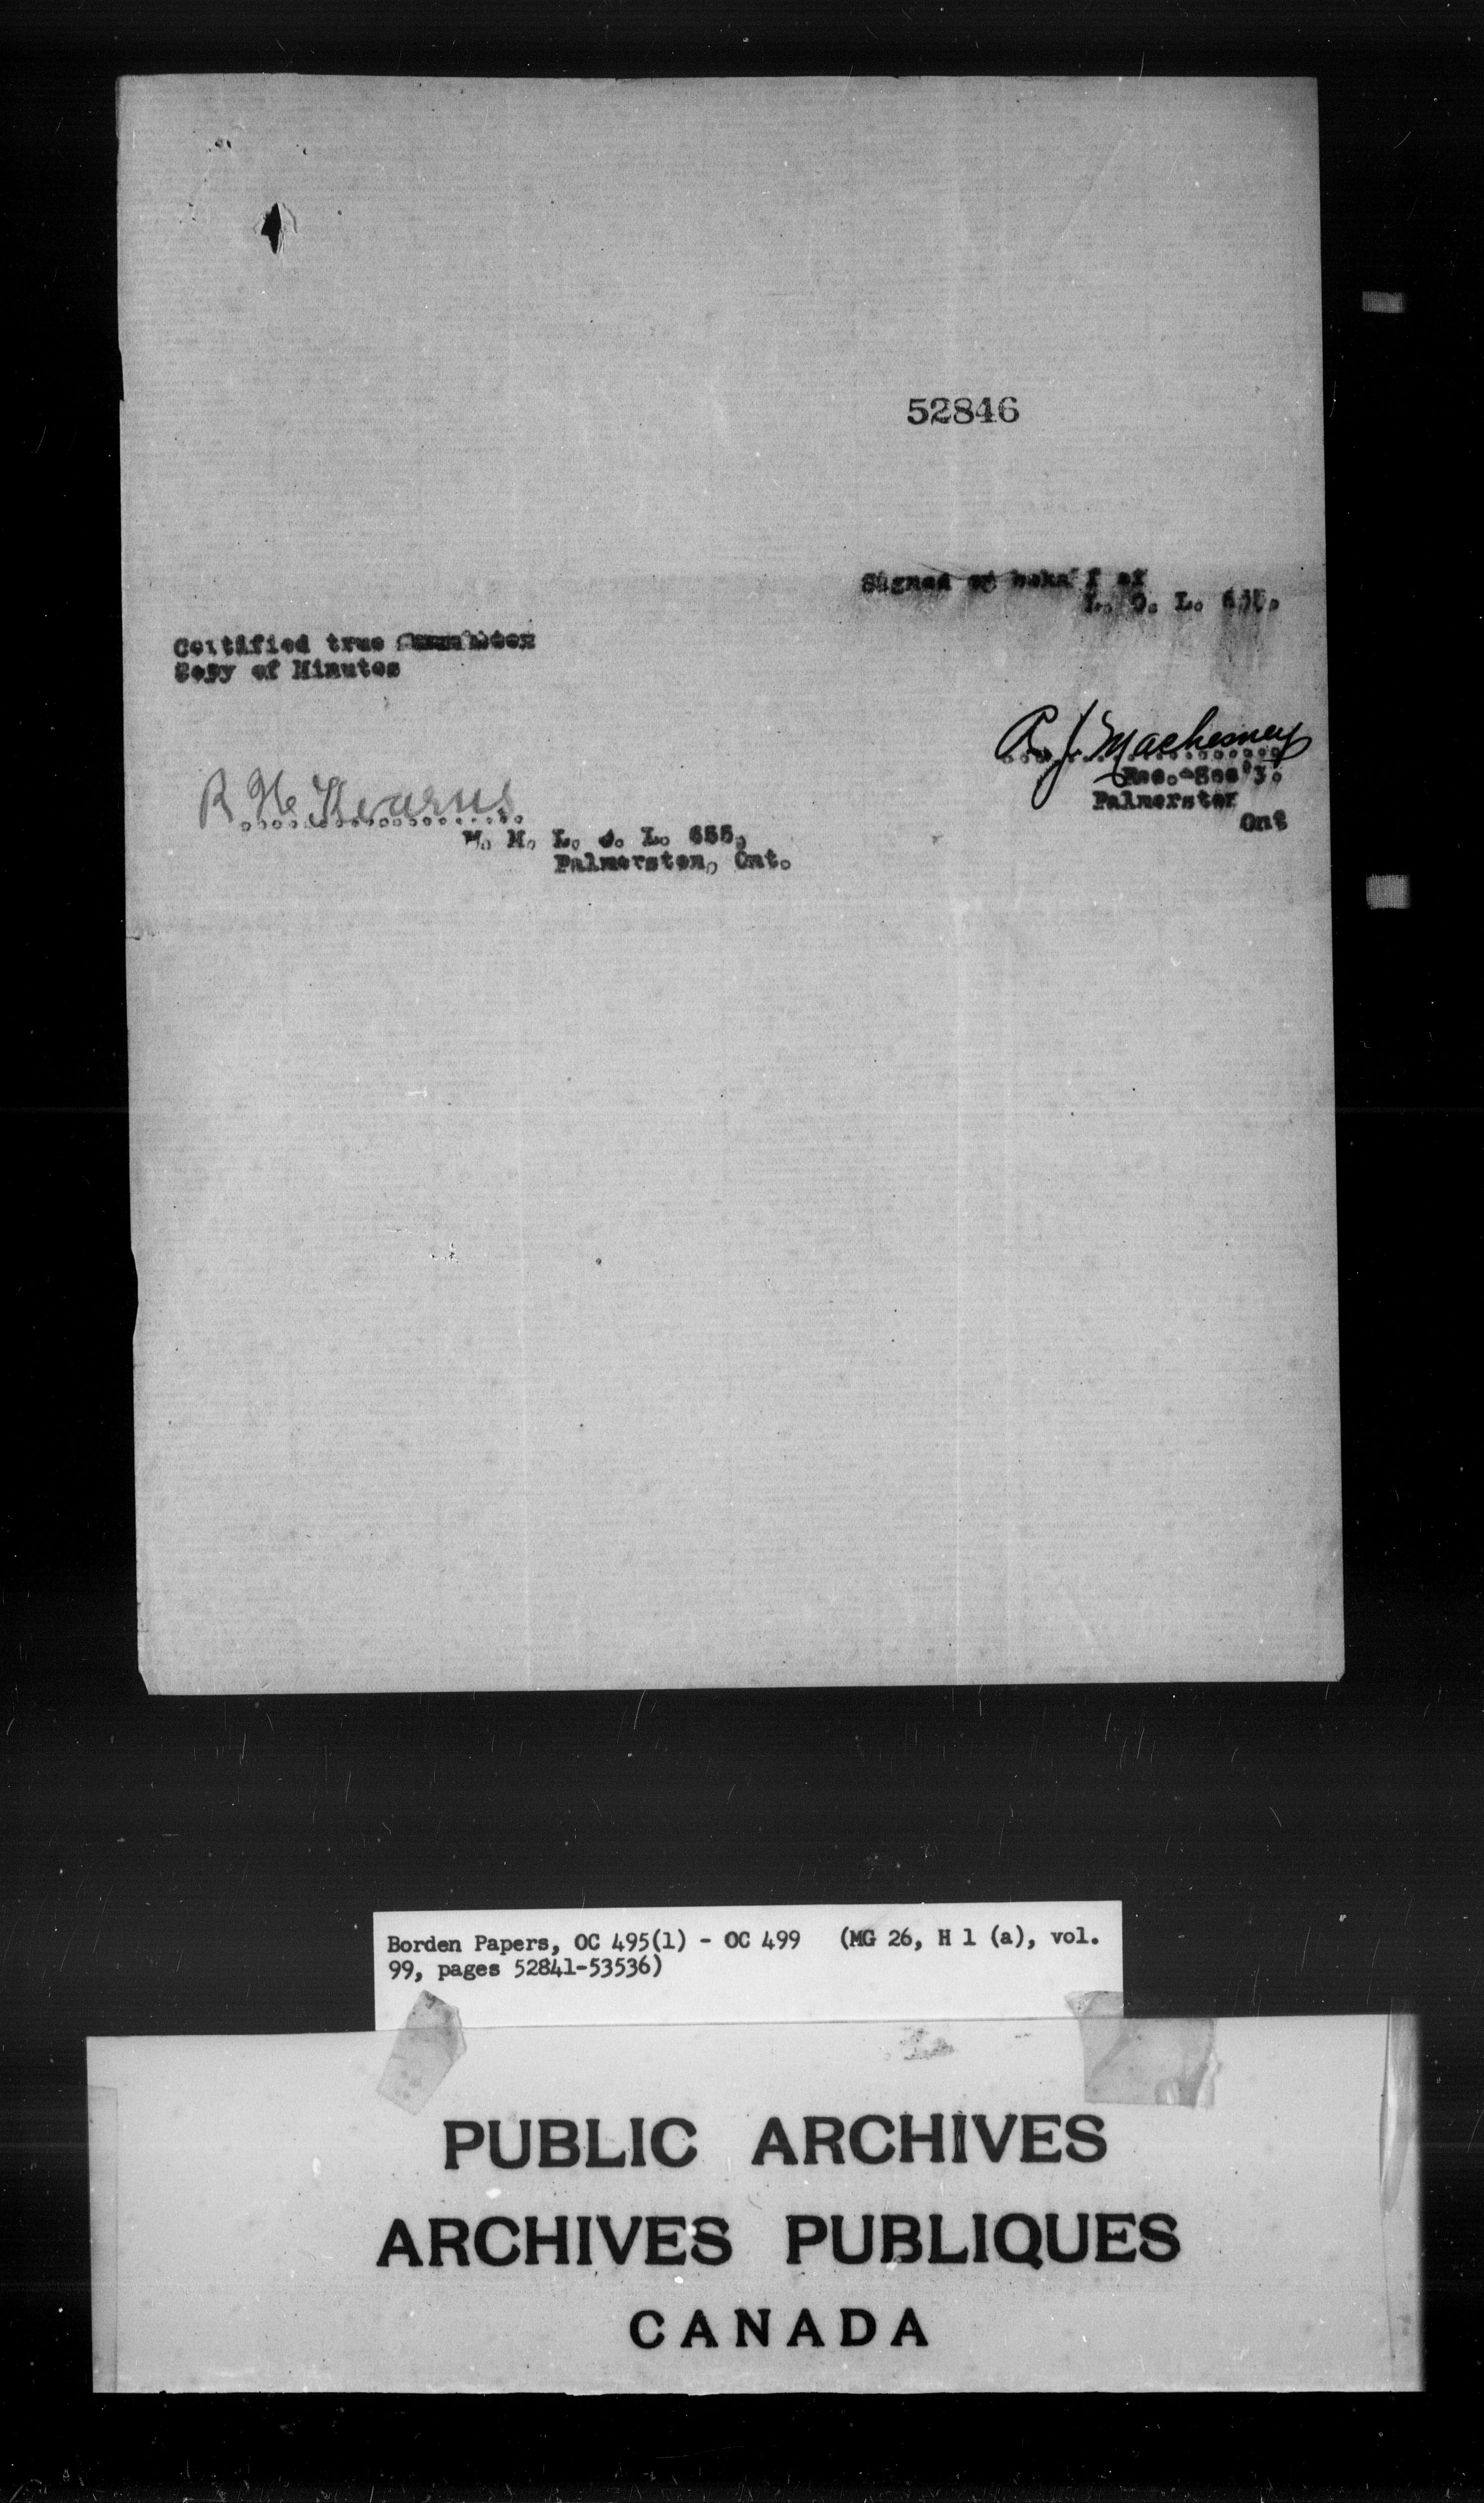 52846
Signed on behalf of
L. O. L. 655.
Certified true
Copy of Minutes
R. J. Machesney
Rec.-Sec'y.
Palmerston
Ont
R. H. Kearns
W. M. L. O. L. 655,
Palmerston, Ont.
Borden Papers, OC 495(1) - OC 499 (MG 26, H 1 (a), vol.
99, pages 52841-53536)
PUBLIC ARCHIVES
ARCHIVES PUBLIQUES
CANADA